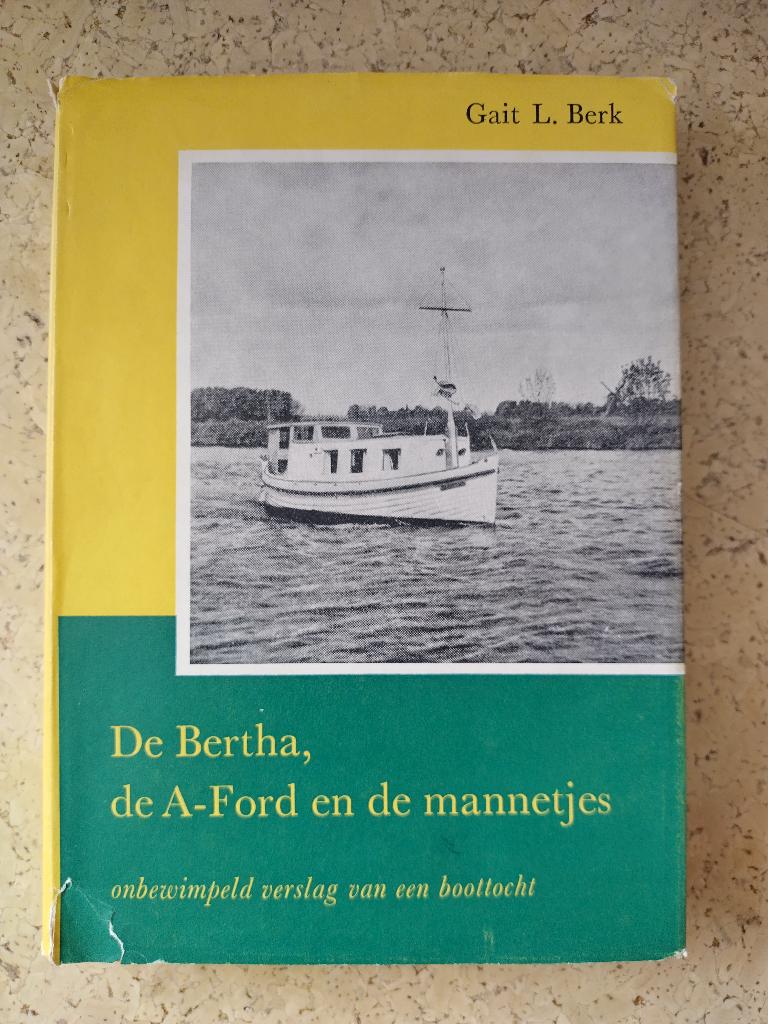 Gait L. Berk
De Bertha,
de A-Ford en de mannetjes
onbewimpeld verslag van een boottocht